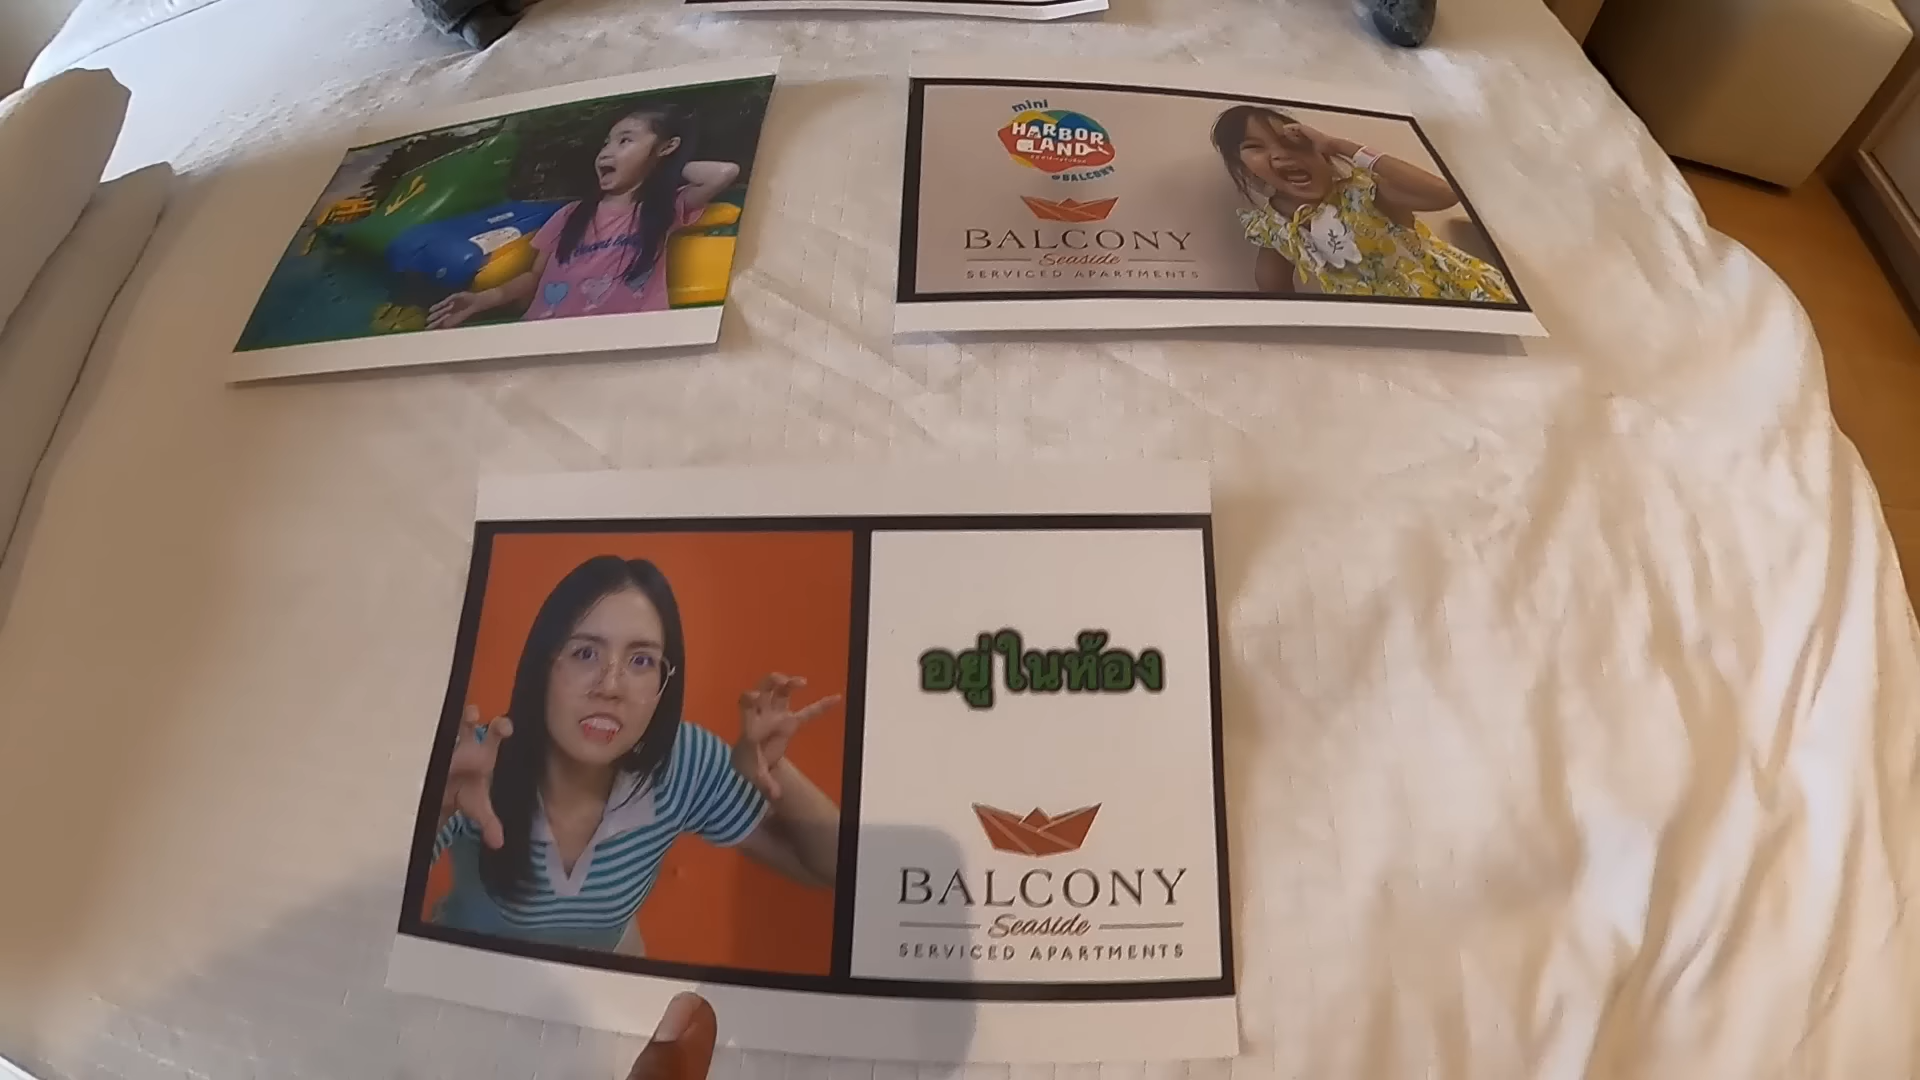 mini
HARBOR
LAND
@ BALCONY
BALCONY
Seaside
SERVICED APARTMENTS
อยู่ในห้อง
BALCONY
Seaside
SERVICED APARTMENTS